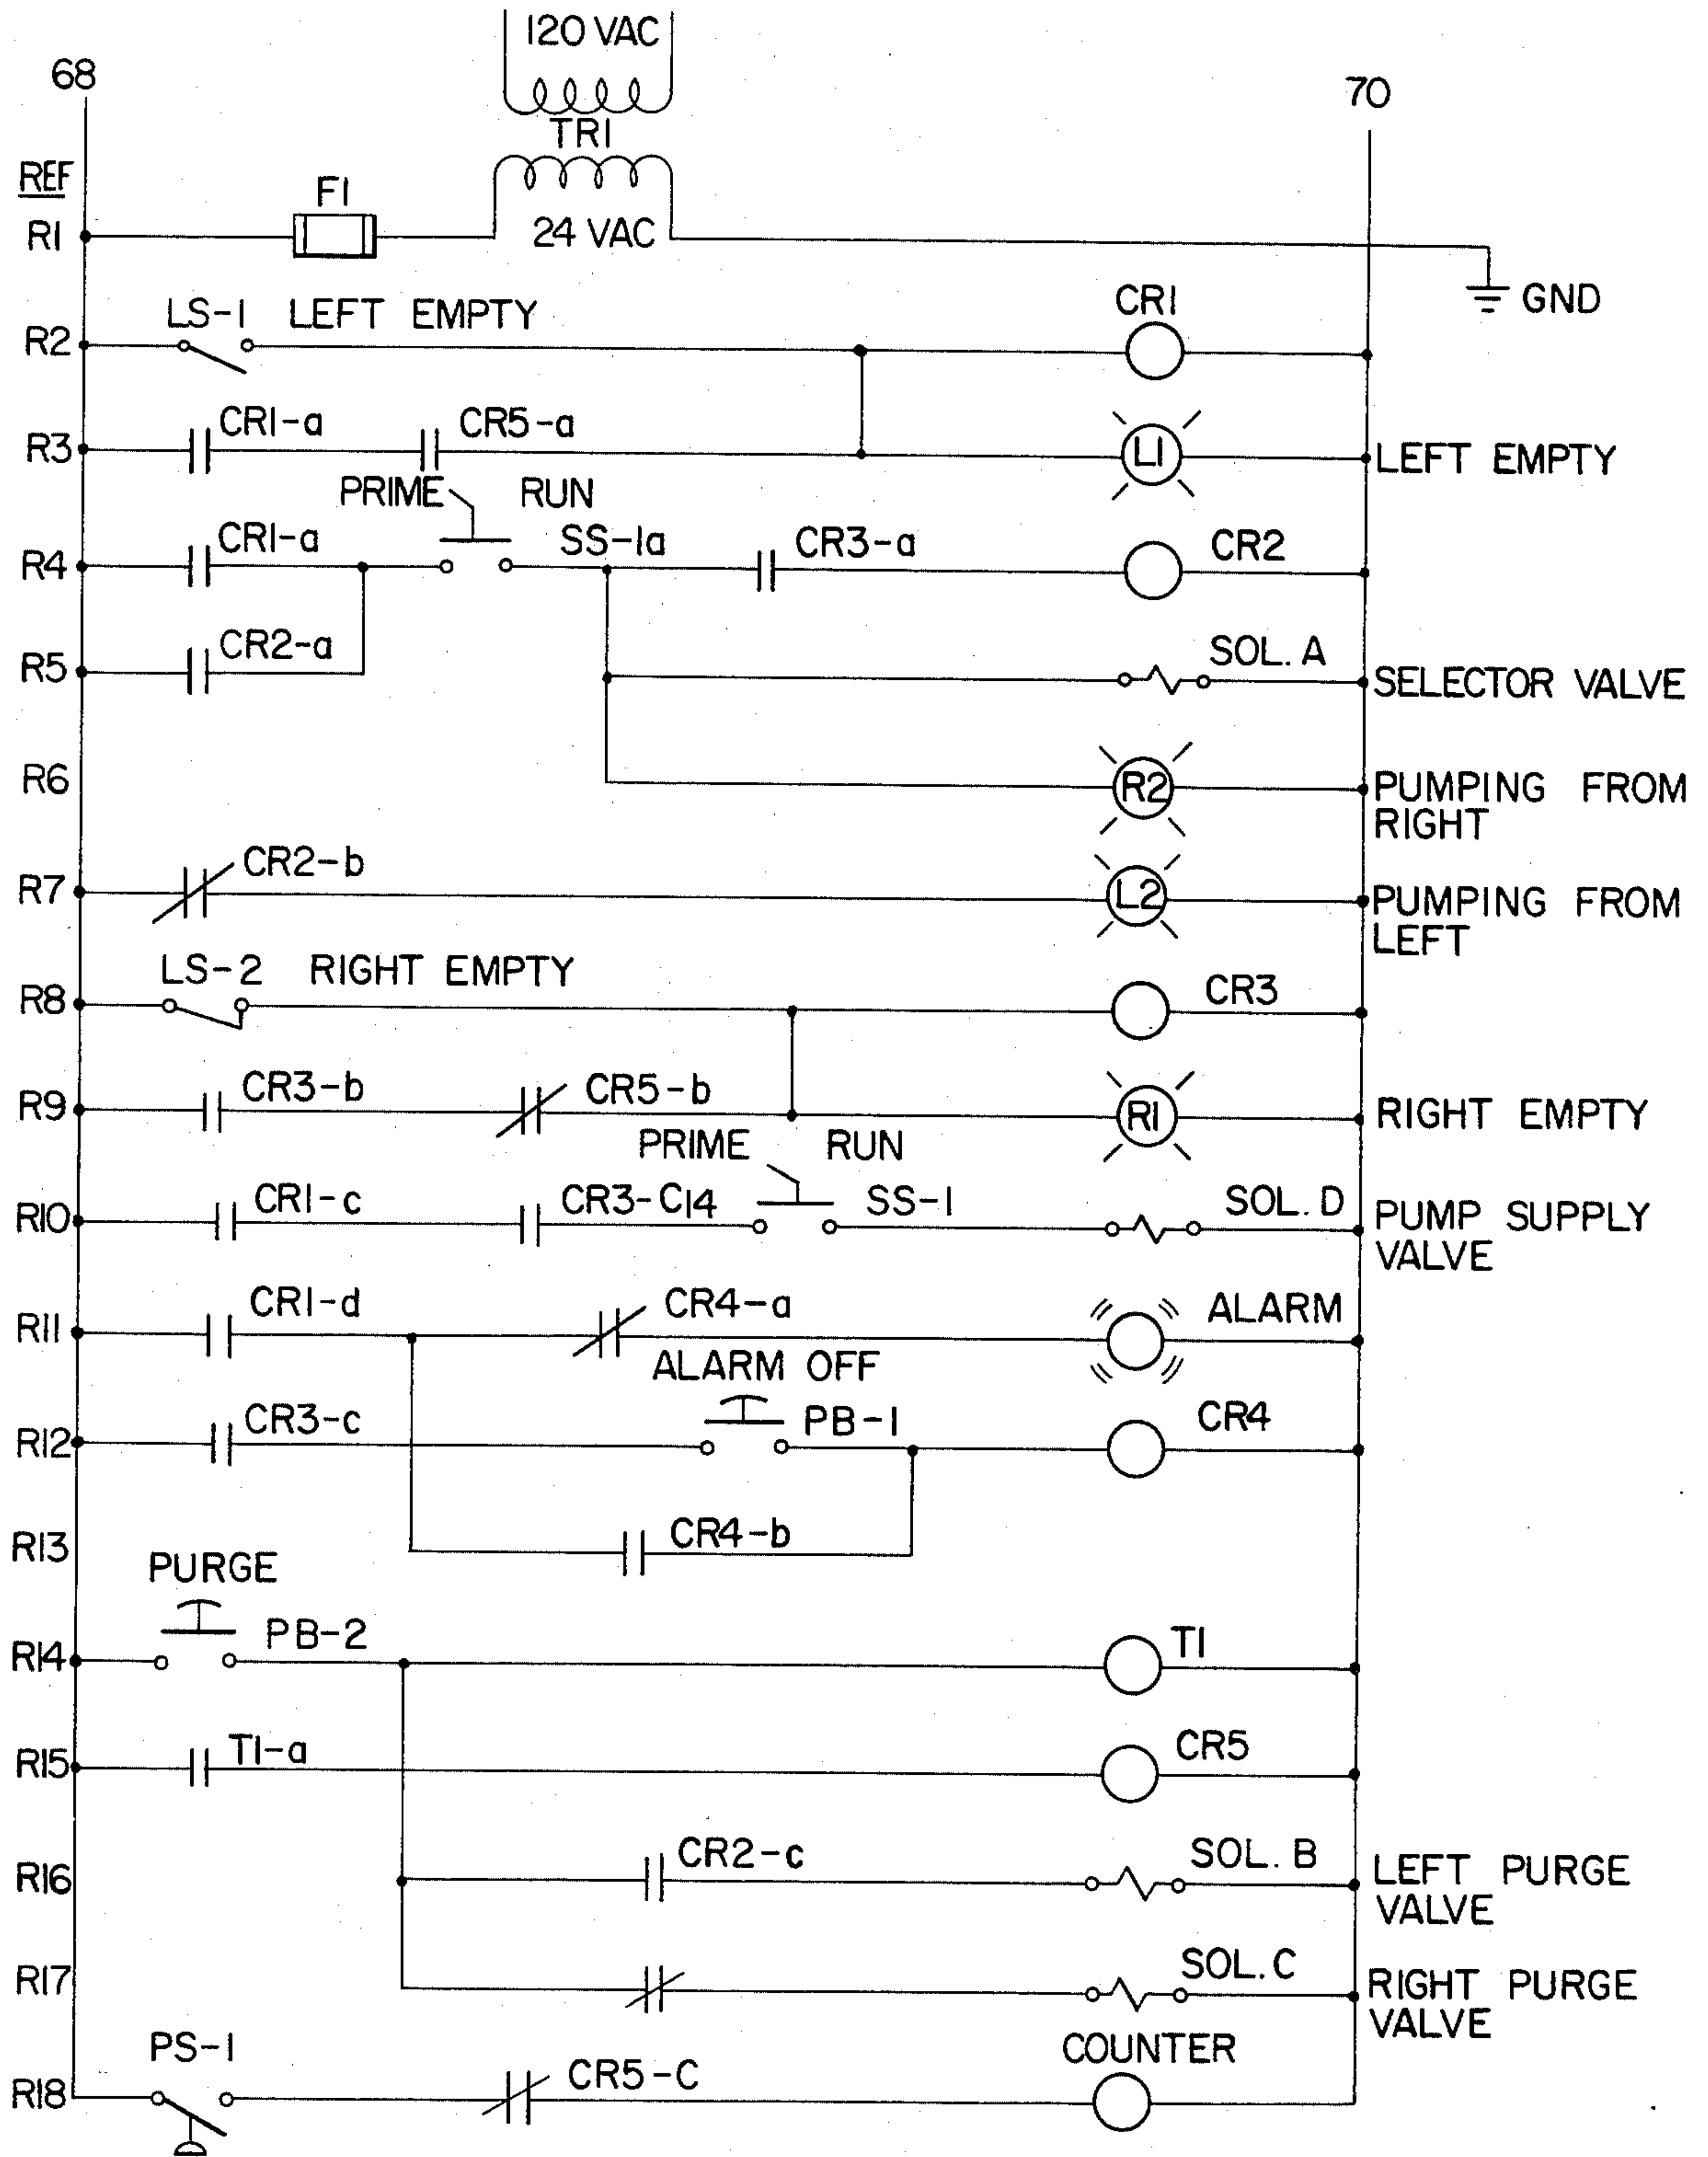 120 VAC
68
70
TR1
REF
F1
R1
24 VAC
GND
LS-1 LEFT EMPTY
CR1
R2
CR1-a
CR5-a
R3
L1
LEFT EMPTY
PRIME RUN
CR1-a
SS-1a
CR3-a
CR2
R4
CR2-a
SOL. A
R5
SELECTOR VALVE
R6
R2
PUMPING FROM
RIGHT
CR2-b
R7
L2
PUMPING FROM
LEFT
LS-2 RIGHT EMPTY
CR3
R8
CR3-b
CR5-b
R9
R1
RIGHT EMPTY
PRIME RUN
CR1-c
CR3-C14
SS-1
SOL. D
R10
PUMP SUPPLY
VALVE
CR1-d
CR4-a
ALARM
R11
ALARM OFF
CR3-c
PB-1
CR4
R12
CR4-b
R13
PURGE
PB-2
T1
R14
T1-a
CR5
R15
CR2-c
SOL. B
R16
LEFT PURGE
VALVE
SOL. C
R17
RIGHT PURGE
VALVE
PS-1
COUNTER
CR5-C
R18